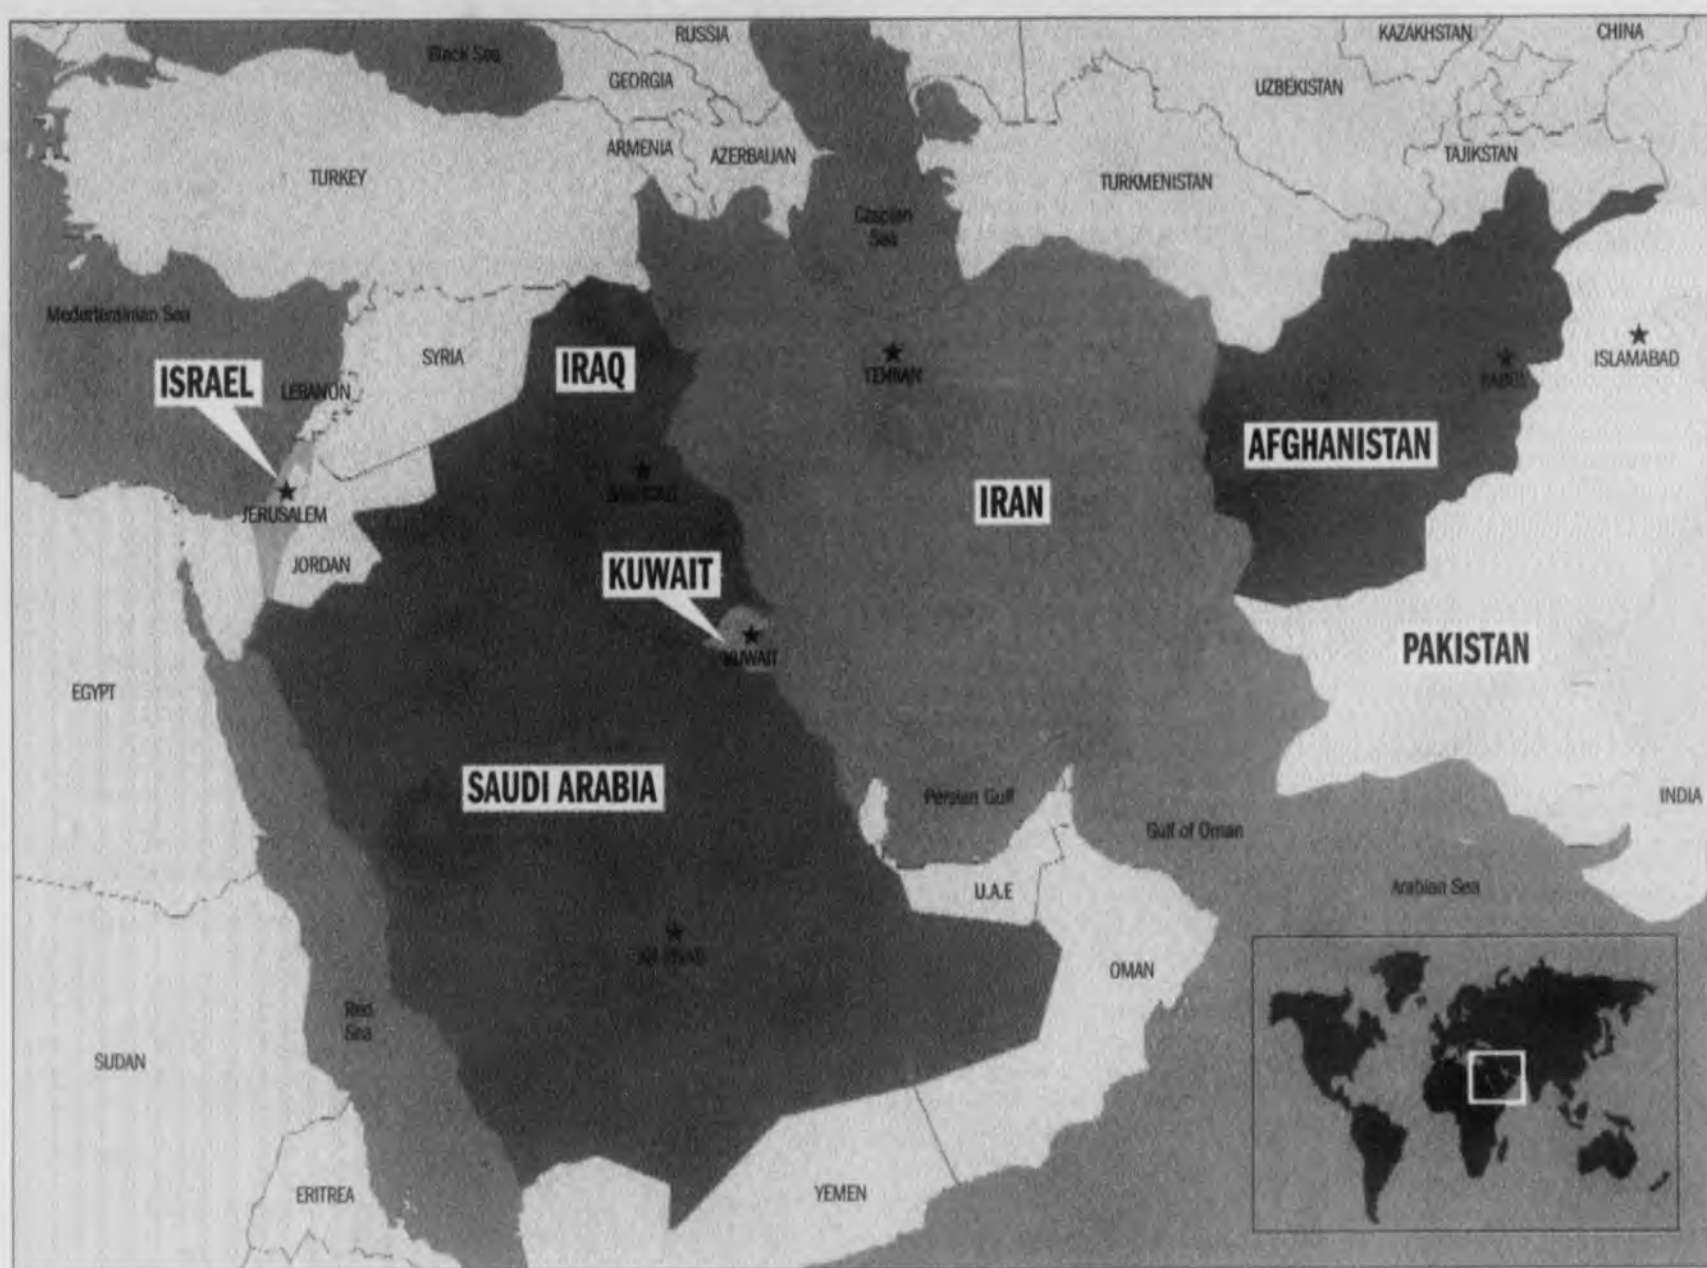 RUSSIA
KAZAKHSTAN
CHINA
Black Sea
GEORGIA
UZBEKISTAN
ARMENIA
AZERBAIJAN
TAJIKSTAN
TURKEY
TURKMENISTAN
Caspian
Sea
Mederterainian Sea
SYRIA
IRAQ
TEHRAN
ISLAMABAD
ISRAEL
LEBANON
KABUL
AFGHANISTAN
IRAN
JERUSALEM
JORDAN
KUWAIT
KUWAIT
PAKISTAN
EGYPT
SAUDI ARABIA
Persian Gulf
INDIA
Gulf of Oman
U.A.E
Arabian Sea
OMAN
Red
Sea
SUDAN
ERITREA
YEMEN